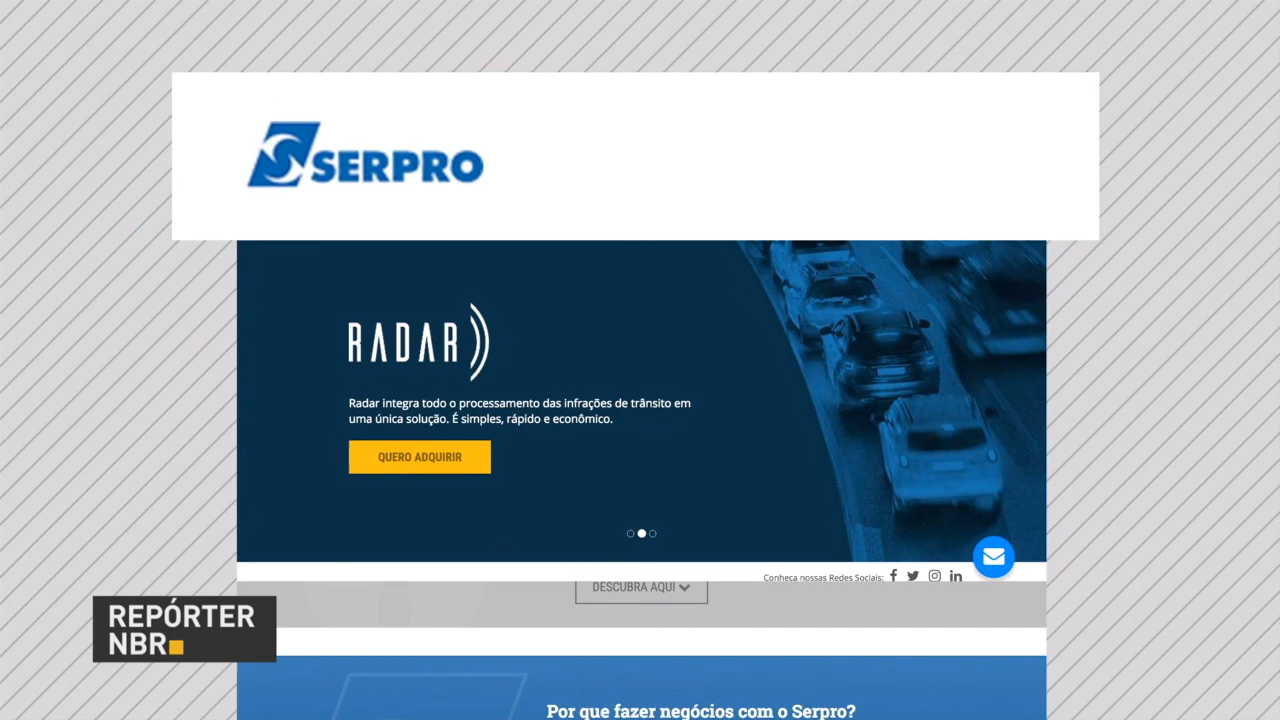 SERPRO
RADAR
Radar integra todo o processamento das infrações de trânsito em
uma única solução. É simples, rápido e econômico.
QUERO ADQUIRIR
Conheça nossas Redes Sociais:
DESCUBRA AQUI
REPÓRTER
NBR
Por que fazer negócios com o Serpro?